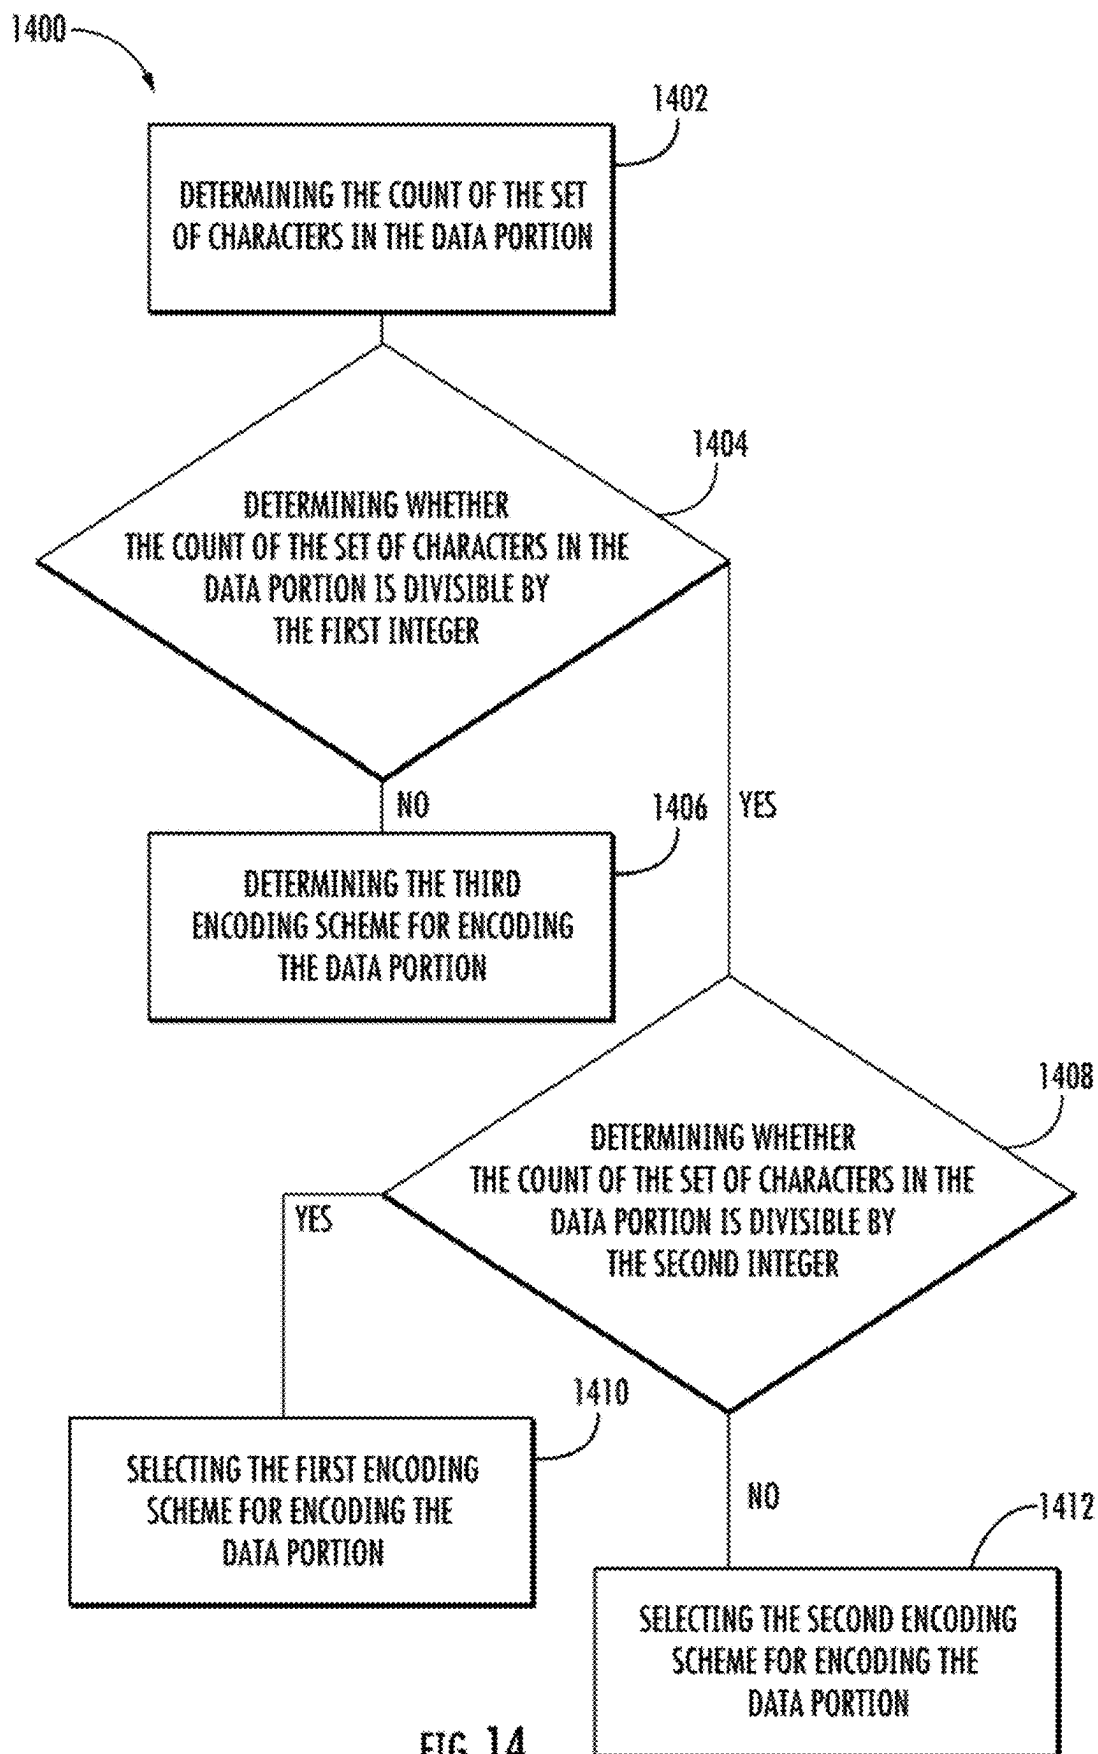 1400
1402
DETERMINING THE COUNT OF THE SET
OF CHARACTERS IN THE DATA PORTION
1404
DETERMINING WHETHER
THE COUNT OF THE SET OF CHARACTERS IN THE
DATA PORTION IS DIVISIBLE BY
THE FIRST INTEGER
NO
1406
YES
DETERMINING THE THIRD
ENCODING SCHEME FOR ENCODING
THE DATA PORTION
1408
DETERMINING WHETHER
THE COUNT OF THE SET OF CHARACTERS IN THE
DATA PORTION IS DIVISIBLE BY
THE SECOND INTEGER
YES
1410
SELECTING THE FIRST ENCODING
SCHEME FOR ENCODING THE
DATA PORTION
NO
1412
SELECTING THE SECOND ENCODING
SCHEME FOR ENCODING THE
DATA PORTION
FIG. 14